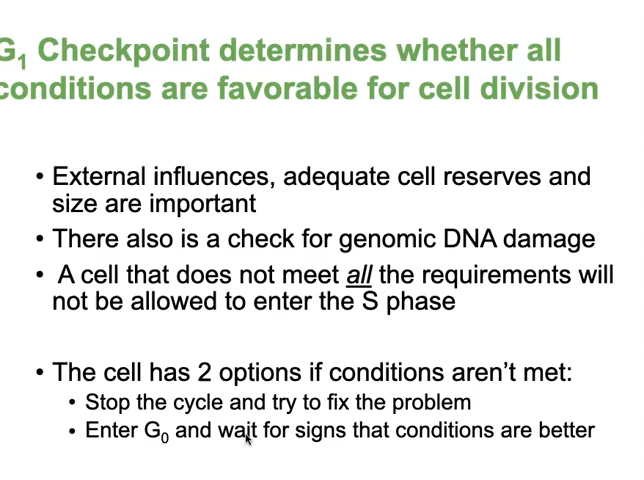 G₁ Checkpoint determines whether all
conditions are favorable for cell division
• External influences, adequate cell reserves and
size are important
• There also is a check for genomic DNA damage
• A cell that does not meet all the requirements will
not be allowed to enter the S phase
• The cell has 2 options if conditions aren’t met:
• Stop the cycle and try to fix the problem
• Enter G₀ and wait for signs that conditions are better